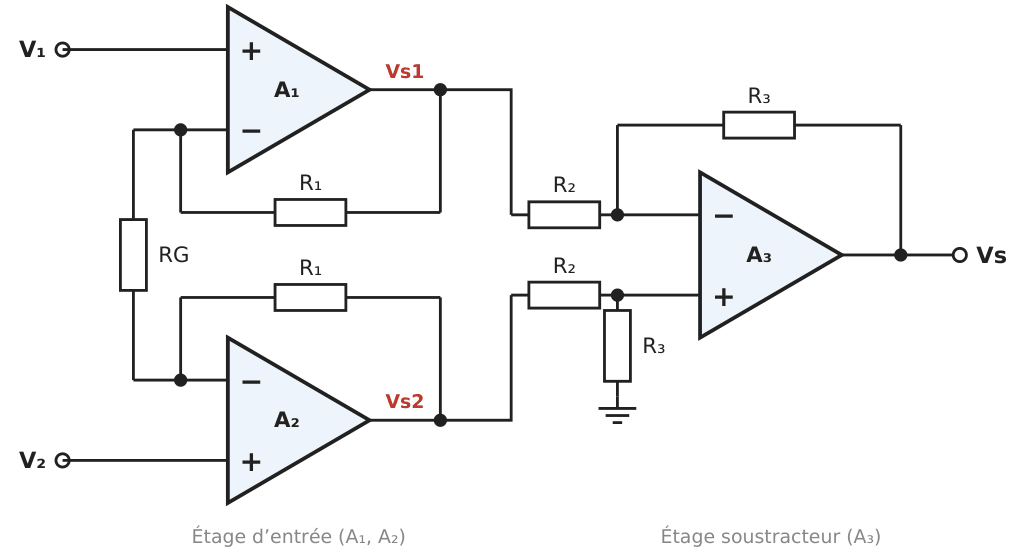 V₁
+
A₁
−
Vs1
R₁
RG
R₁
−
A₂
+
Vs2
V₂
R₂
R₃
−
A₃
+
Vs
R₂
R₃
Étage d’entrée (A₁, A₂)
Étage soustracteur (A₃)